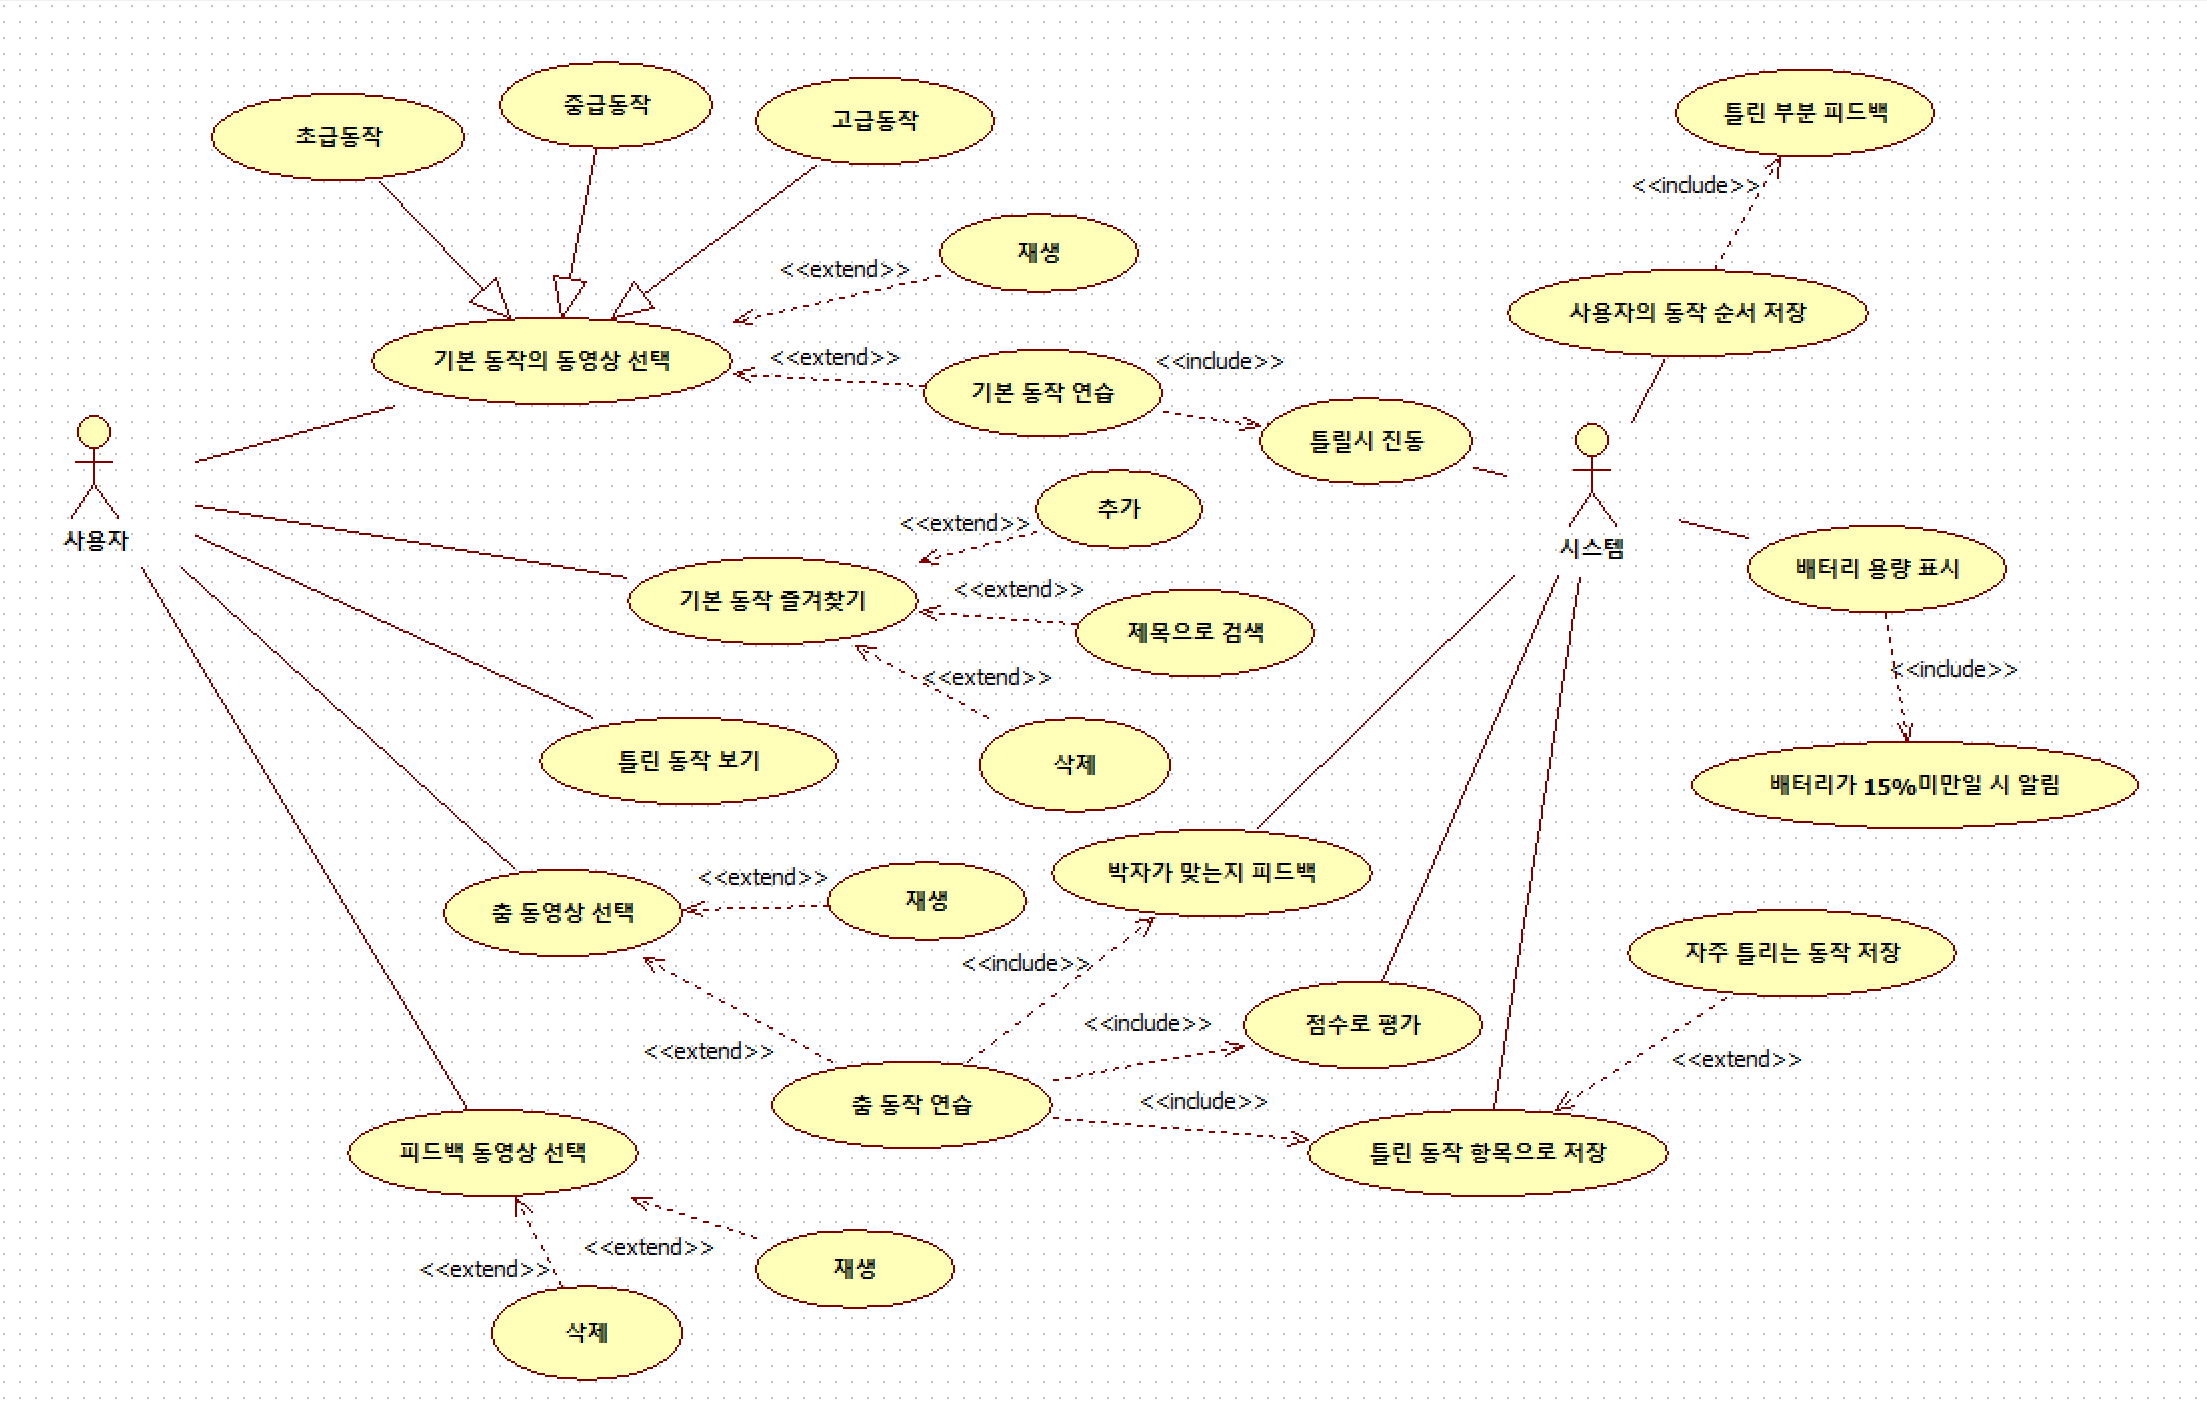 초급동작
중급동작
고급동작
틀린 부분 피드백
<<include>>
재생
<<extend>>
사용자의 동작 순서 저장
기본 동작의 동영상 선택
<<extend>>
기본 동작 연습
<<include>>
틀릴시 진동
사용자
시스템
추가
<<extend>>
배터리 용량 표시
<<extend>>
기본 동작 즐겨찾기
제목으로 검색
<<extend>>
<<include>>
틀린 동작 보기
삭제
배터리가 15%미만일 시 알림
박자가 맞는지 피드백
<<extend>>
재생
춤 동영상 선택
<<include>>
자주 틀리는 동작 저장
<<include>>
점수로 평가
<<extend>>
<<extend>>
춤 동작 연습
<<include>>
피드백 동영상 선택
틀린 동작 항목으로 저장
<<extend>>
<<extend>>
재생
삭제